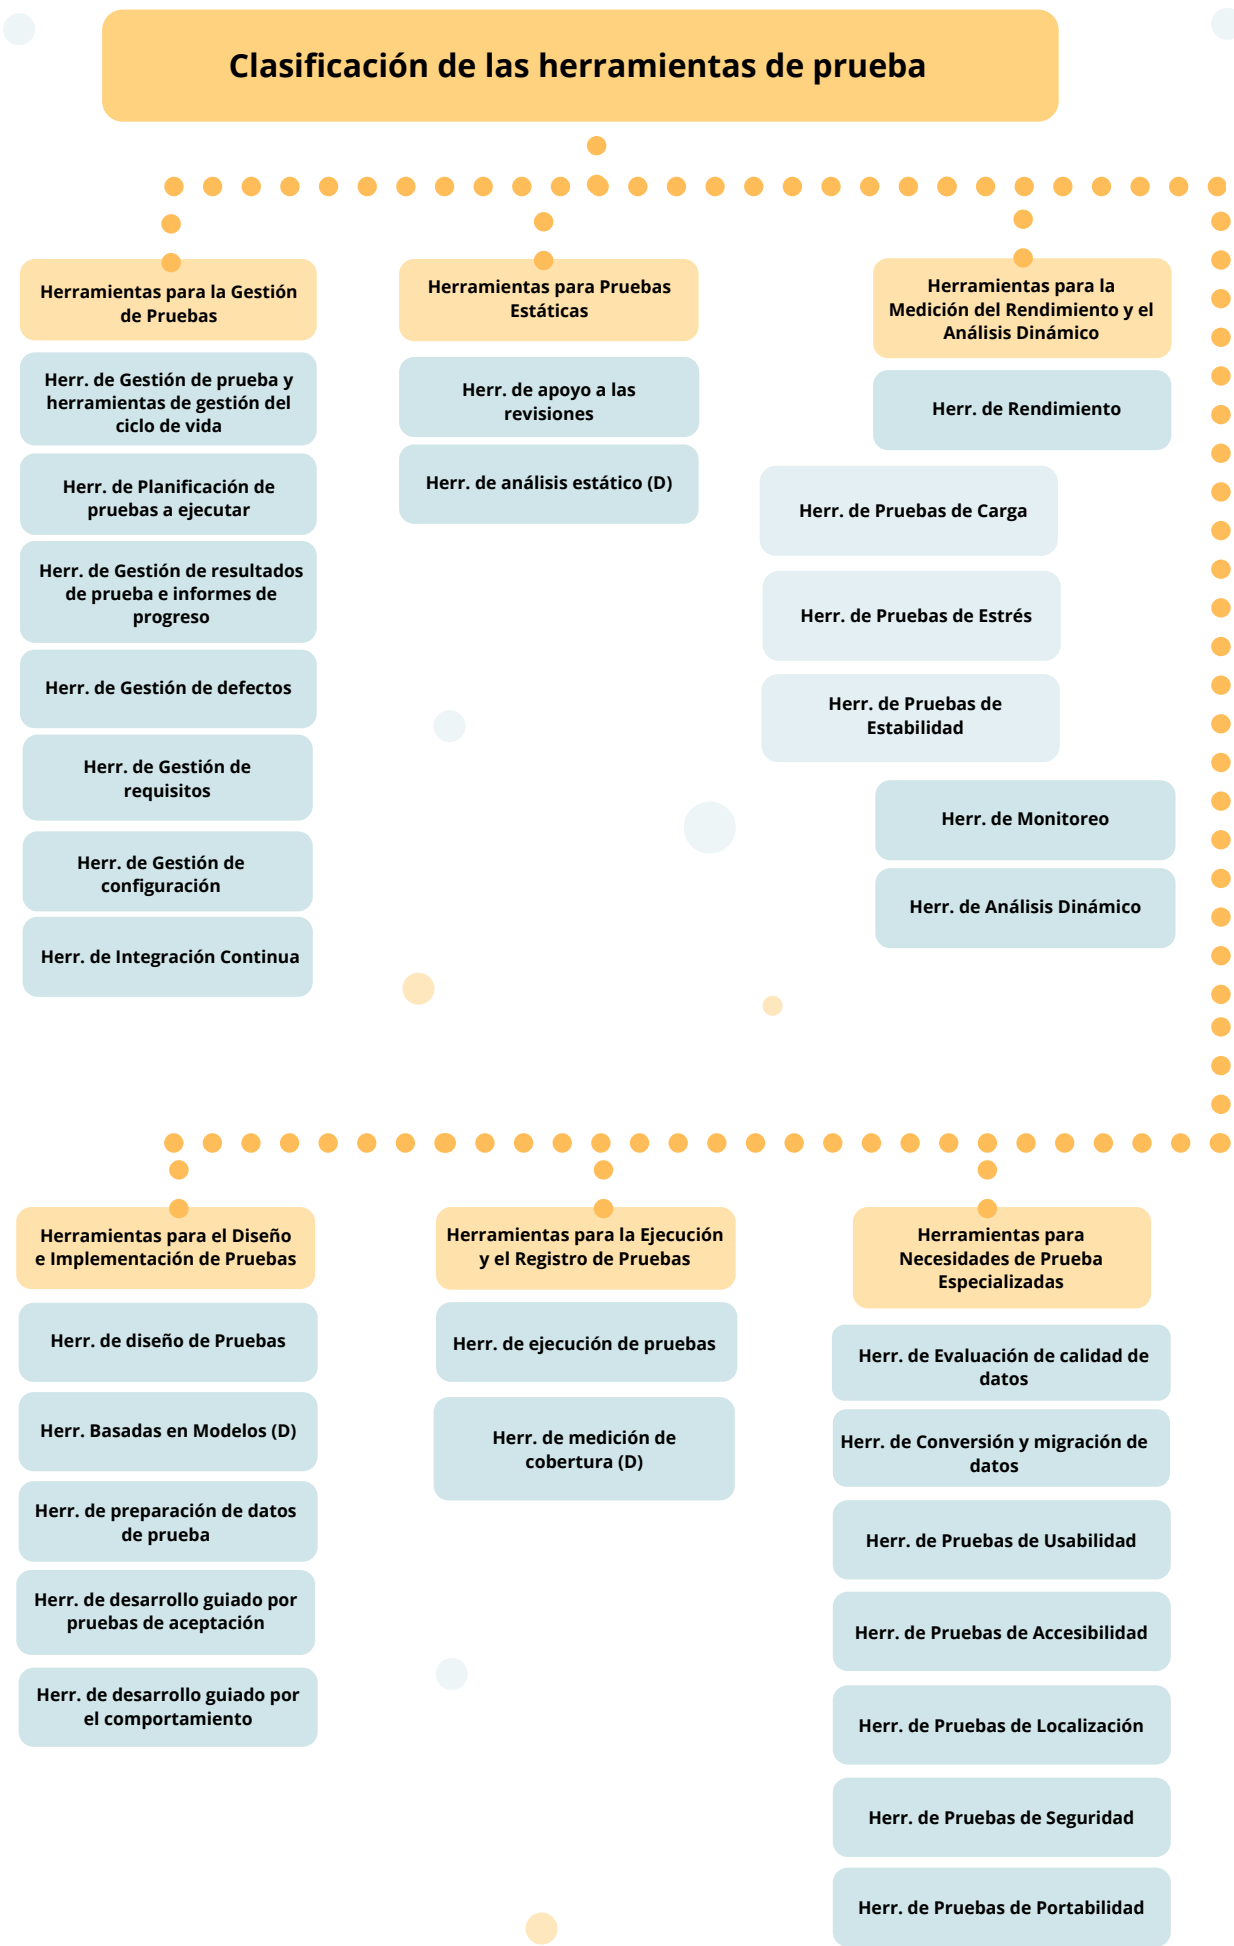 Clasificación de las herramientas de prueba
Herramientas para la Gestión
de Pruebas
Herr. de Gestión de prueba y
herramientas de gestión del
ciclo de vida
Herr. de Planificación de
pruebas a ejecutar
Herr. de Gestión de resultados
de prueba e informes de
progreso
Herr. de Gestión de defectos
Herr. de Gestión de
requisitos
Herr. de Gestión de
configuración
Herr. de Integración Continua
Herramientas para Pruebas
Estáticas
Herr. de apoyo a las
revisiones
Herr. de análisis estático (D)
Herramientas para la
Medición del Rendimiento y el
Análisis Dinámico
Herr. de Rendimiento
Herr. de Pruebas de Carga
Herr. de Pruebas de Estrés
Herr. de Pruebas de
Estabilidad
Herr. de Monitoreo
Herr. de Análisis Dinámico
Herramientas para el Diseño
e Implementación de Pruebas
Herr. de diseño de Pruebas
Herr. Basadas en Modelos (D)
Herr. de preparación de datos
de prueba
Herr. de desarrollo guiado por
pruebas de aceptación
Herr. de desarrollo guiado por
el comportamiento
Herramientas para la Ejecución
y el Registro de Pruebas
Herr. de ejecución de pruebas
Herr. de medición de
cobertura (D)
Herramientas para
Necesidades de Prueba
Especializadas
Herr. de Evaluación de calidad de
datos
Herr. de Conversión y migración de
datos
Herr. de Pruebas de Usabilidad
Herr. de Pruebas de Accesibilidad
Herr. de Pruebas de Localización
Herr. de Pruebas de Seguridad
Herr. de Pruebas de Portabilidad